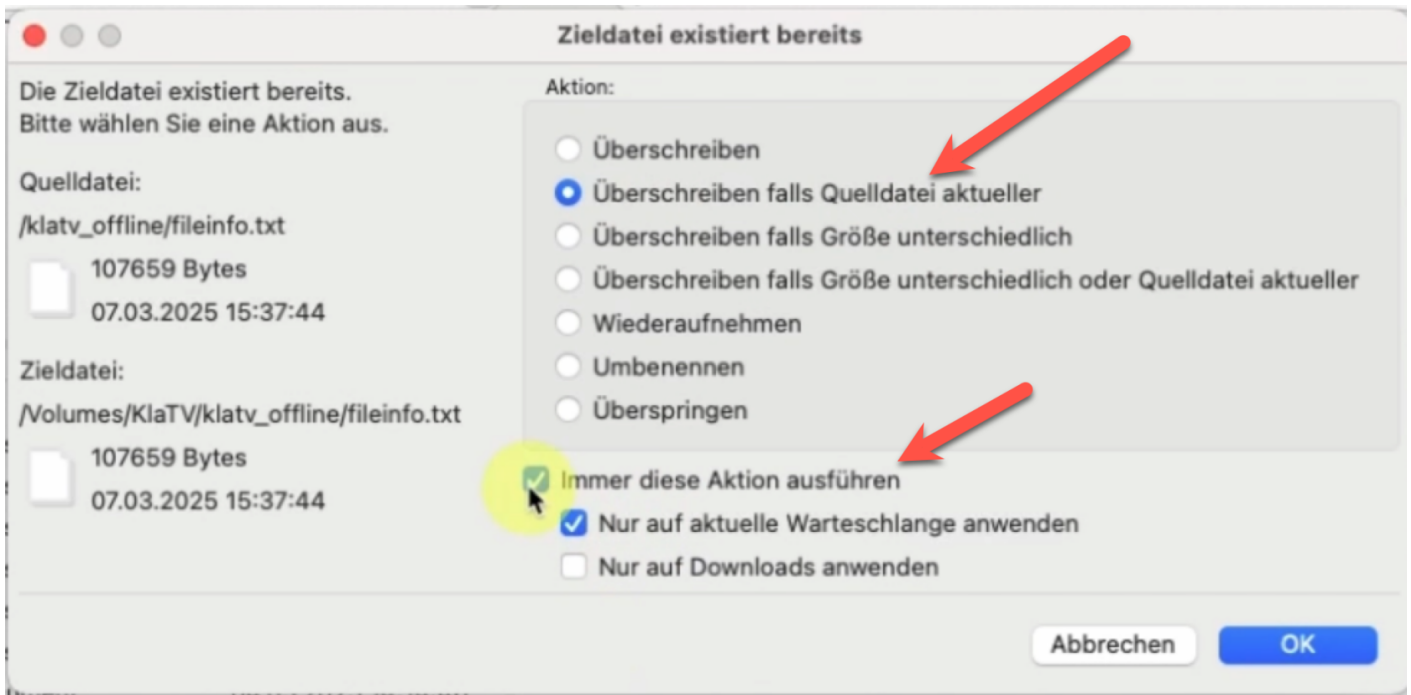 Zieldatei existiert bereits
Die Zieldatei existiert bereits.
Bitte wählen Sie eine Aktion aus.
Quelldatei:
/klatv_offline/fileinfo.txt
107659 Bytes
07.03.2025 15:37:44
Zieldatei:
/Volumes/KlaTV/klatv_offline/fileinfo.txt
107659 Bytes
07.03.2025 15:37:44
Aktion:
Überschreiben
Überschreiben falls Quelldatei aktueller
Überschreiben falls Größe unterschiedlich
Überschreiben falls Größe unterschiedlich oder Quelldatei aktueller
Wiederaufnehmen
Umbenennen
Überspringen
Immer diese Aktion ausführen
Nur auf aktuelle Warteschlange anwenden
Nur auf Downloads anwenden
Abbrechen
OK